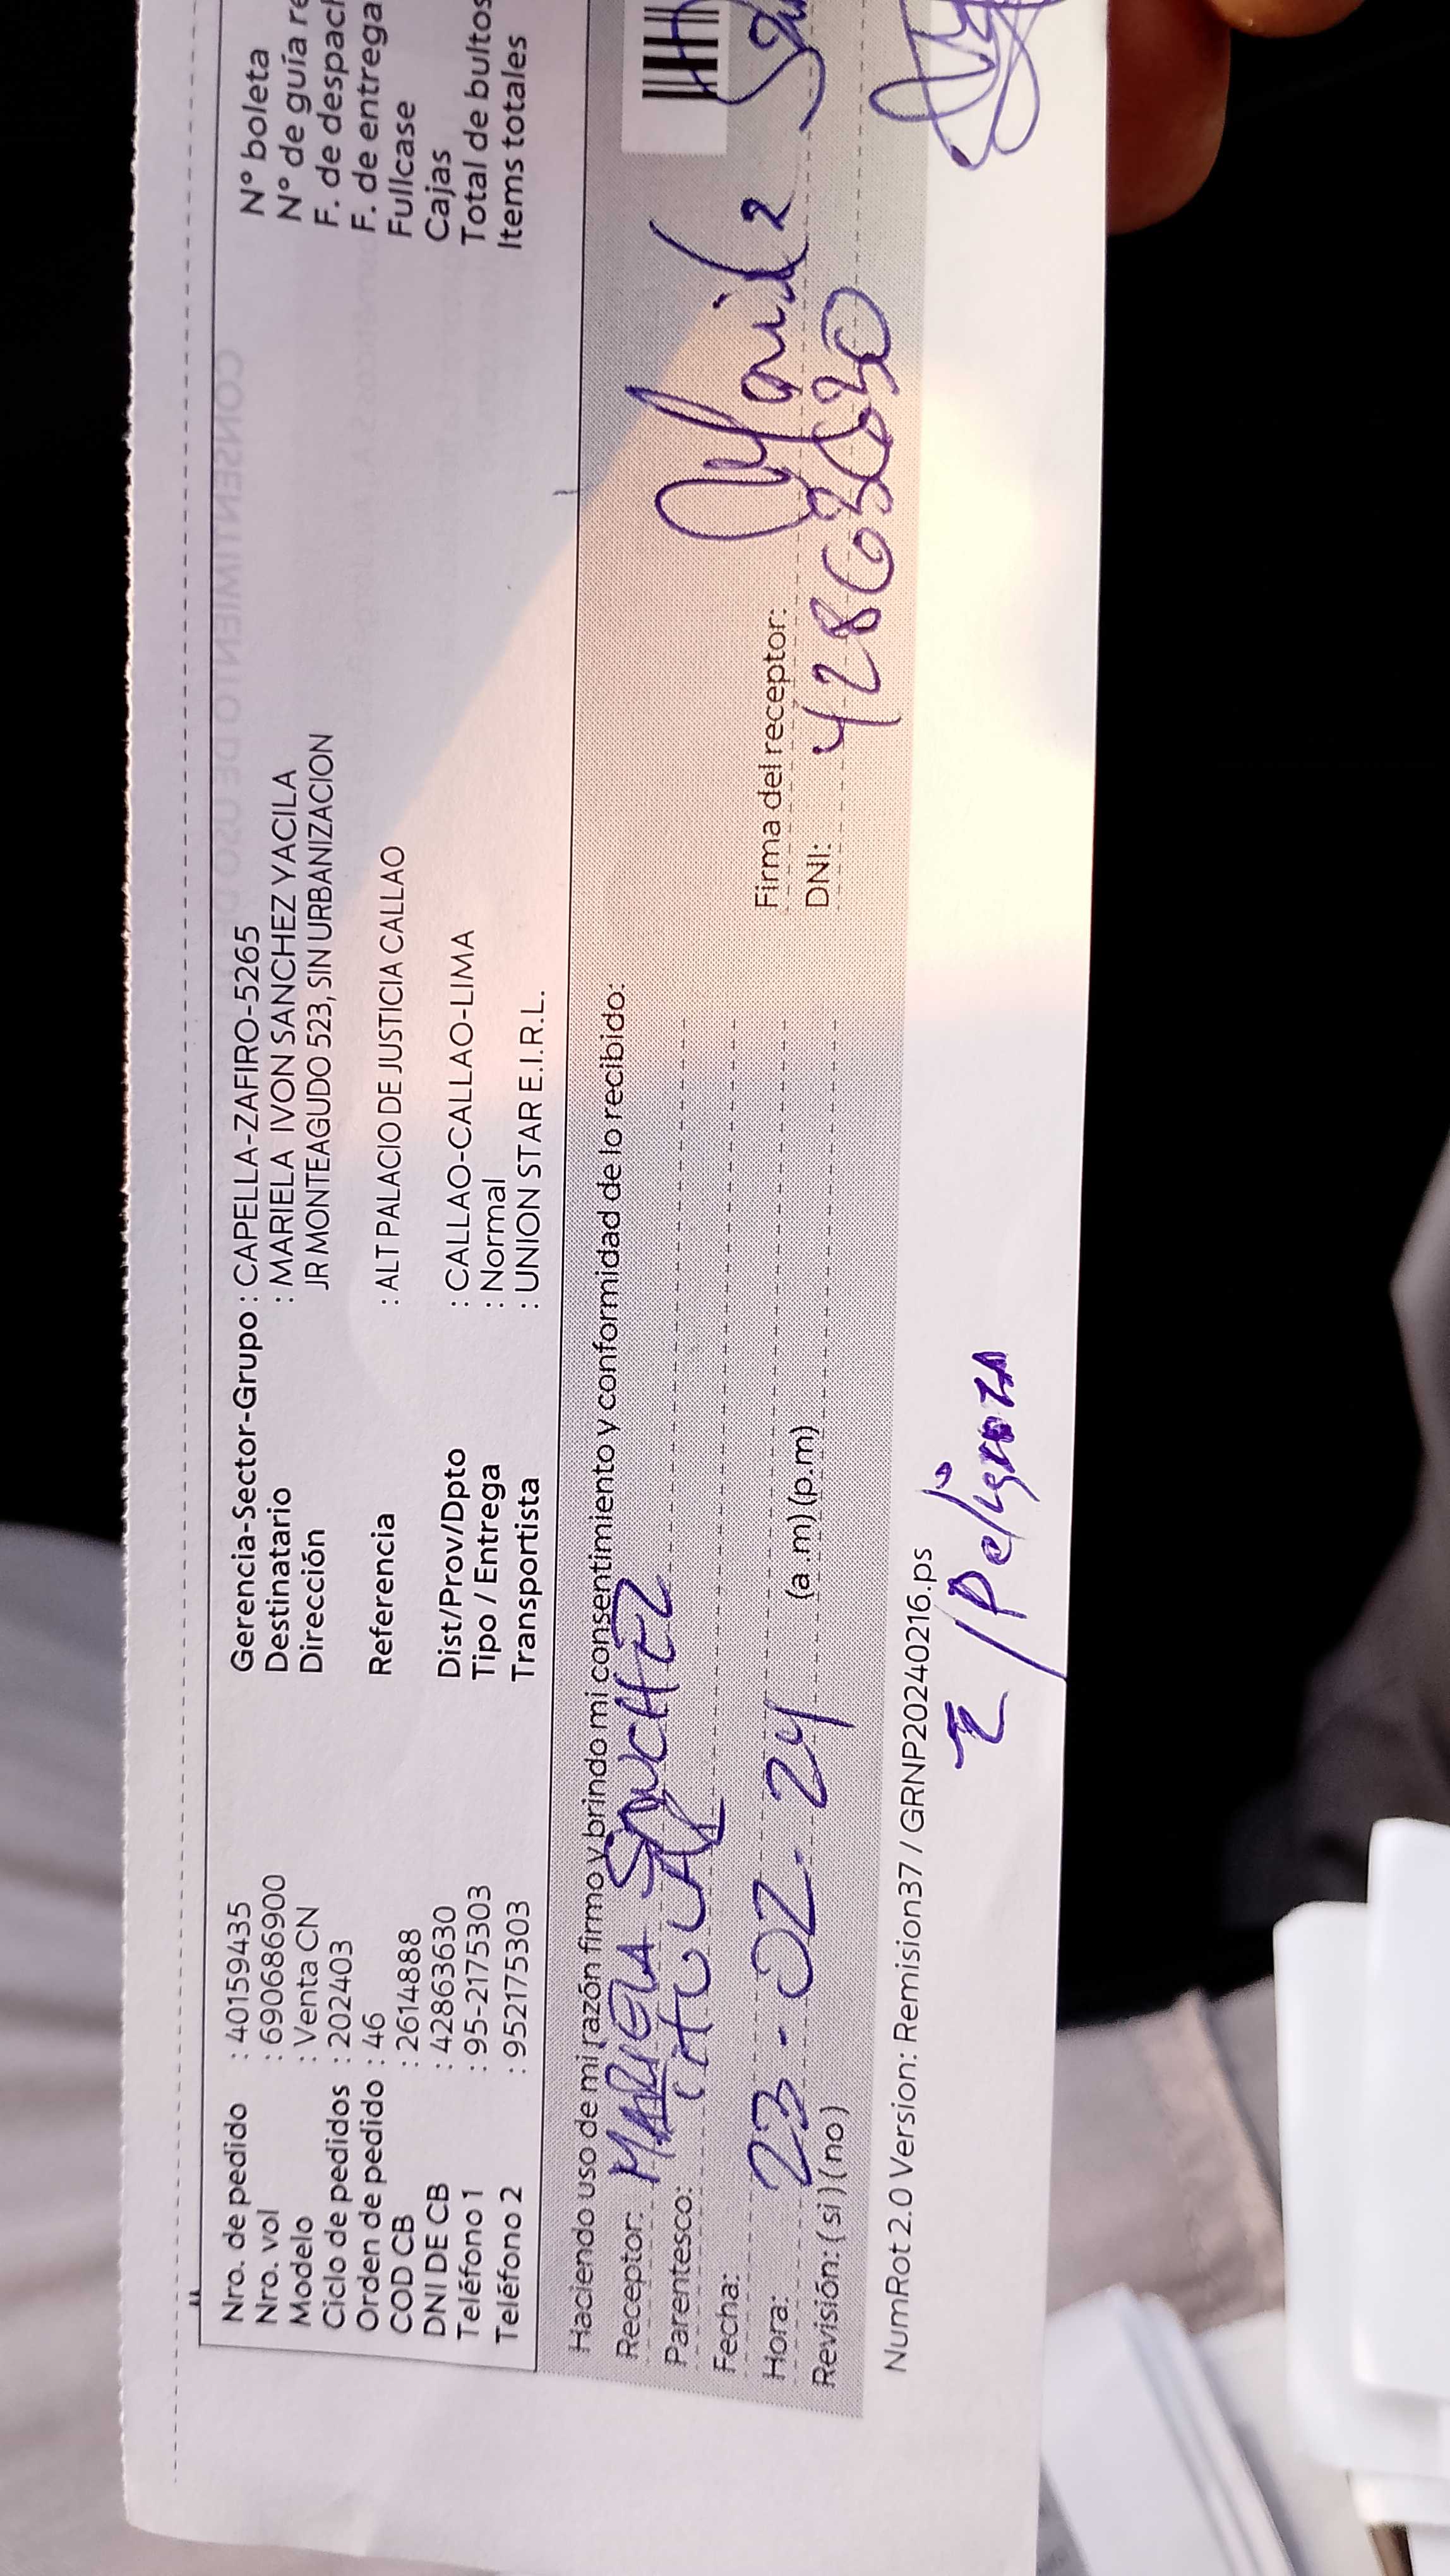 Nro. de pedido : 40159435
Nro. vol : 690686900
Modelo : Venta CN
Ciclo de pedidos : 202403
Orden de pedido : 46
COD CB : 2614888
DNI DE CB : 42863630
Teléfono 1 : 95-2175303
Teléfono 2 : 952175303
Gerencia-Sector-Grupo : CAPELLA-ZAFIRO-5265
Destinatario : MARIELA IVON SANCHEZ YACILA
Dirección JR MONTEAGUDO 523, SIN URBANIZACION
Referencia : ALT PALACIO DE JUSTICIA CALLAO
Dist/Prov/Dpto : CALLAO-CALLAO-LIMA
Tipo / Entrega : Normal
Transportista : UNION STAR E.I.R.L.
N° boleta
N° de guía
F. de despac
F. de entrega
Fullcase
Cajas
Total de bultos
Items totales
Haciendo uso de mi razón firmo y brindo mi consentimiento y conformidad de lo recibido:
Receptor: MARIELA SANCHEZ
Parentesco: TITULAR
Fecha: 23-02-24
Hora: (a.m) (p.m)
Revisión: (si) (no)
Firma del receptor:
DNI: 42863630
NumRot 2.0 Version: Remision37 / GRNP20240216.ps